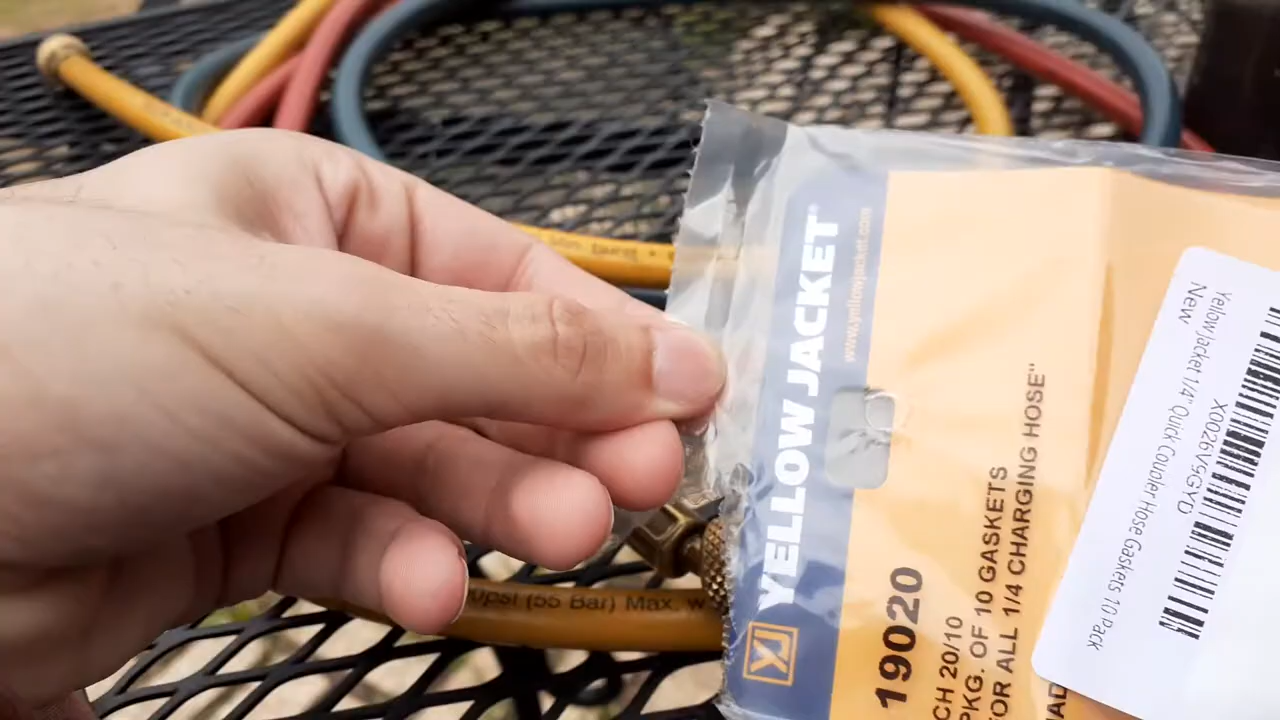 YELLOW JACKET®
www.yellowjacket.com
YJ
19020
CH 20/10
PKG. OF 10 GASKETS
FOR ALL 1/4 CHARGING HOSE"
Yellow Jacket 1/4" Quick Coupler Hose Gaskets 10 Pack
New
X0026V9GYD
psi (55 Bar) Max. w